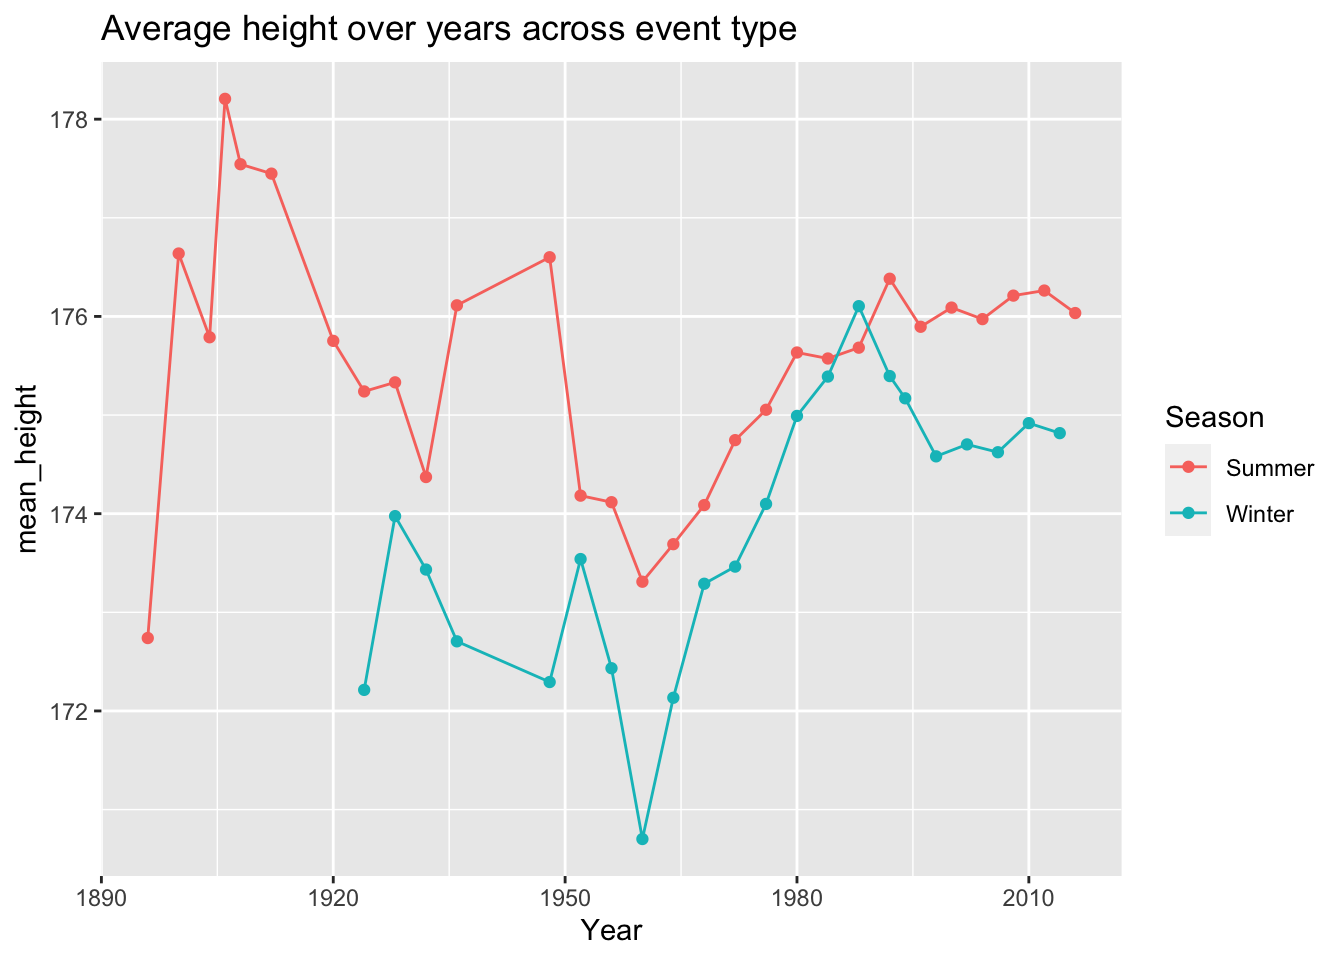 Average height over years across event type
178
176
174
172
mean_height
1890
1920
1950
1980
2010
Year
Season
Summer
Winter